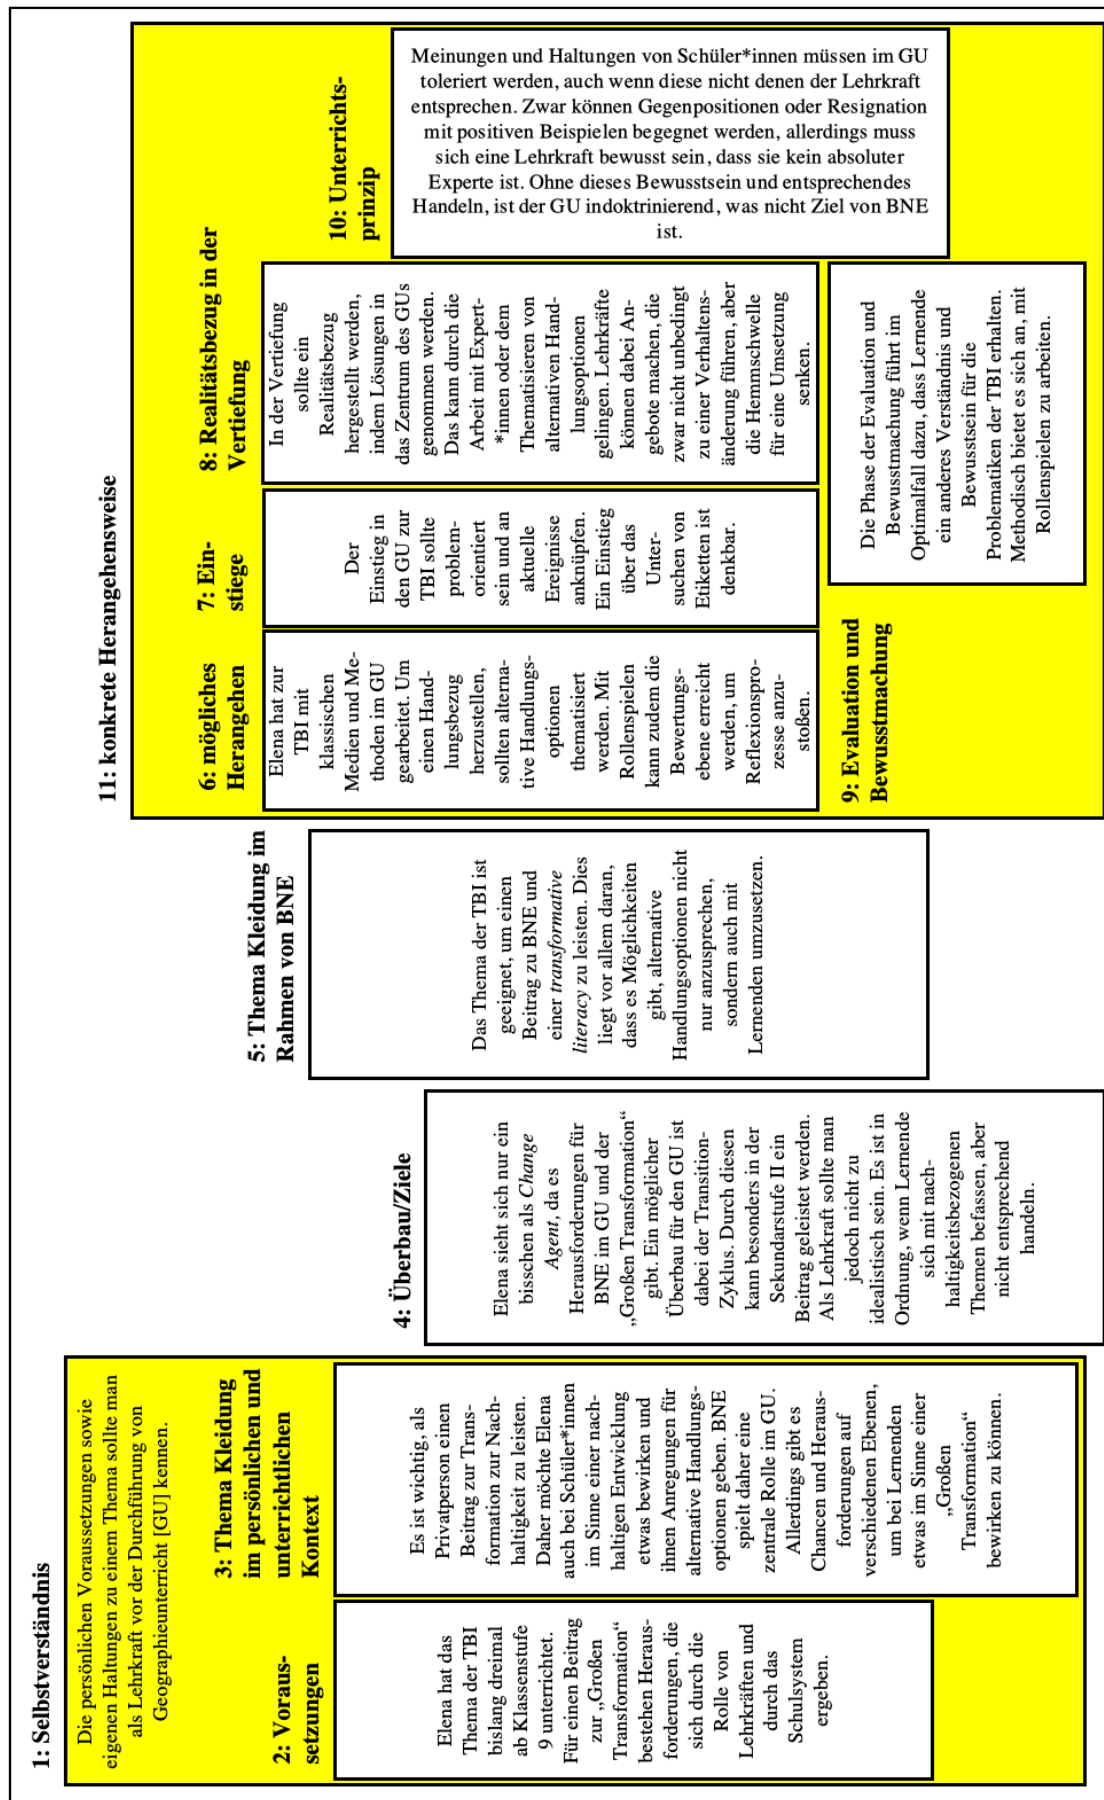 1: Selbstverständnis
Die persönlichen Voraussetzungen sowie
eigenen Haltungen zu einem Thema sollte man
als Lehrkraft vor der Durchführung von
Geographieunterricht [GU] kennen.
2: Voraus-
setzungen
Elena hat das
Thema der TBI
bislang dreimal
ab Klassenstufe
9 unterrichtet.
Für einen Beitrag
zur „Großen
Transformation“
bestehen Heraus-
forderungen, die
sich durch die
Rolle von
Lehrkräften und
durch das
Schulsystem
ergeben.
3: Thema Kleidung
im persönlichen und
unterrichtlichen
Kontext
Es ist wichtig, als
Privatperson einen
Beitrag zur Trans-
formation zur Nach-
haltigkeit zu leisten.
Daher möchte Elena
auch bei Schüler*innen
im Sinne einer nach-
haltigen Entwicklung
etwas bewirken und
ihnen Anregungen für
alternative Handlungs-
optionen geben. BNE
spielt daher eine
zentrale Rolle im GU.
Allerdings gibt es
Chancen und Heraus-
forderungen auf
verschiedenen Ebenen,
um bei Lernenden
etwas im Sinne einer
„Großen
Transformation“
bewirken zu können.
4: Überbau/Ziele
Elena sieht sich nur ein
bisschen als Change
Agent, da es
Herausforderungen für
BNE im GU und der
„Großen Transformation“
gibt. Ein möglicher
Überbau für den GU ist
dabei der Transition-
Zyklus. Durch diesen
kann besonders in der
Sekundarstufe II ein
Beitrag geleistet werden.
Als Lehrkraft sollte man
jedoch nicht zu
idealistisch sein. Es ist in
Ordnung, wenn Lernende
sich mit nach-
haltigkeitsbezogenen
Themen befassen, aber
nicht entsprechend
handeln.
5: Thema Kleidung im
Rahmen von BNE
Das Thema der TBI ist
geeignet, um einen
Beitrag zu BNE und
einer transformative
literacy zu leisten. Dies
liegt vor allem daran,
dass es Möglichkeiten
gibt, alternative
Handlungsoptionen nicht
nur anzusprechen,
sondern auch mit
Lernenden umzusetzen.
11: konkrete Herangehensweise
6: mögliches
Herangehen
Elena hat zur
TBI mit
klassischen
Medien und Me-
thoden im GU
gearbeitet. Um
einen Hand-
lungsbezug
herzustellen,
sollten alterna-
tive Handlungs-
optionen
thematisiert
werden. Mit
Rollenspielen
kann zudem die
Bewertungs-
ebene erreicht
werden, um
Reflexionspro-
zesse anzu-
stoßen.
7: Ein-
stiege
Der
Einstieg in
den GU zur
TBI sollte
problem-
orientiert
sein und an
aktuelle
Ereignisse
anknüpfen.
Ein Einstieg
über das
Unter-
suchen von
Etiketten ist
denkbar.
8: Realitätsbezug in der
Vertiefung
In der Vertiefung
sollte ein
Realitätsbezug
hergestellt werden,
indem Lösungen in
das Zentrum des GUs
genommen werden.
Das kann durch die
Arbeit mit Expert-
*innen oder dem
Thematisieren von
alternativen Hand-
lungsoptionen
gelingen. Lehrkräfte
können dabei An-
gebote machen, die
zwar nicht unbedingt
zu einer Verhaltens-
änderung führen, aber
die Hemmschwelle
für eine Umsetzung
senken.
9: Evaluation und
Bewusstmachung
Die Phase der Evaluation und
Bewusstmachung führt im
Optimalfall dazu, dass Lernende
ein anderes Verständnis und
Bewusstsein für die
Problematiken der TBI erhalten.
Methodisch bietet es sich an, mit
Rollenspielen zu arbeiten.
10: Unterrichts-
prinzip
Meinungen und Haltungen von Schüler*innen müssen im GU
toleriert werden, auch wenn diese nicht denen der Lehrkraft
entsprechen. Zwar können Gegenpositionen oder Resignation
mit positiven Beispielen begegnet werden, allerdings muss
sich eine Lehrkraft bewusst sein, dass sie kein absoluter
Experte ist. Ohne dieses Bewusstsein und entsprechendes
Handeln, ist der GU indoktrinierend, was nicht Ziel von BNE
ist.